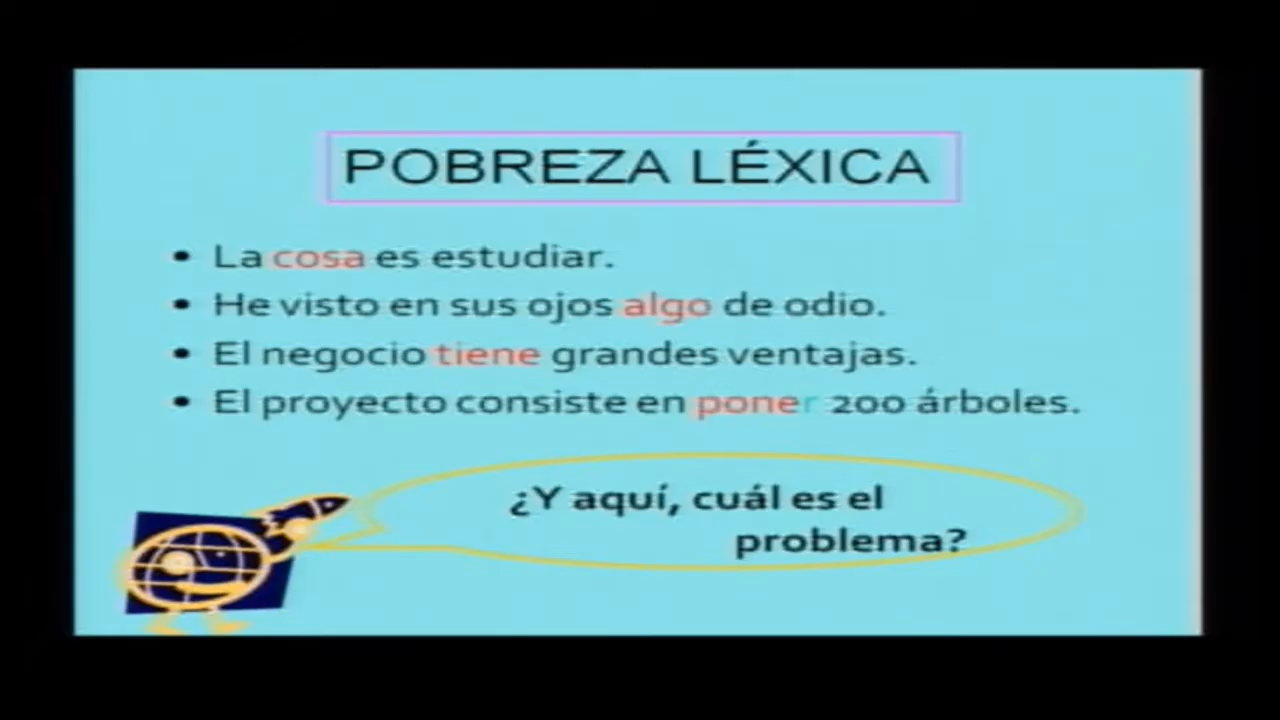 POBREZA LÉXICA
• La cosa es estudiar.
• He visto en sus ojos algo de odio.
• El negocio tiene grandes ventajas.
• El proyecto consiste en poner 200 árboles.
¿Y aquí, cuál es el
problema?